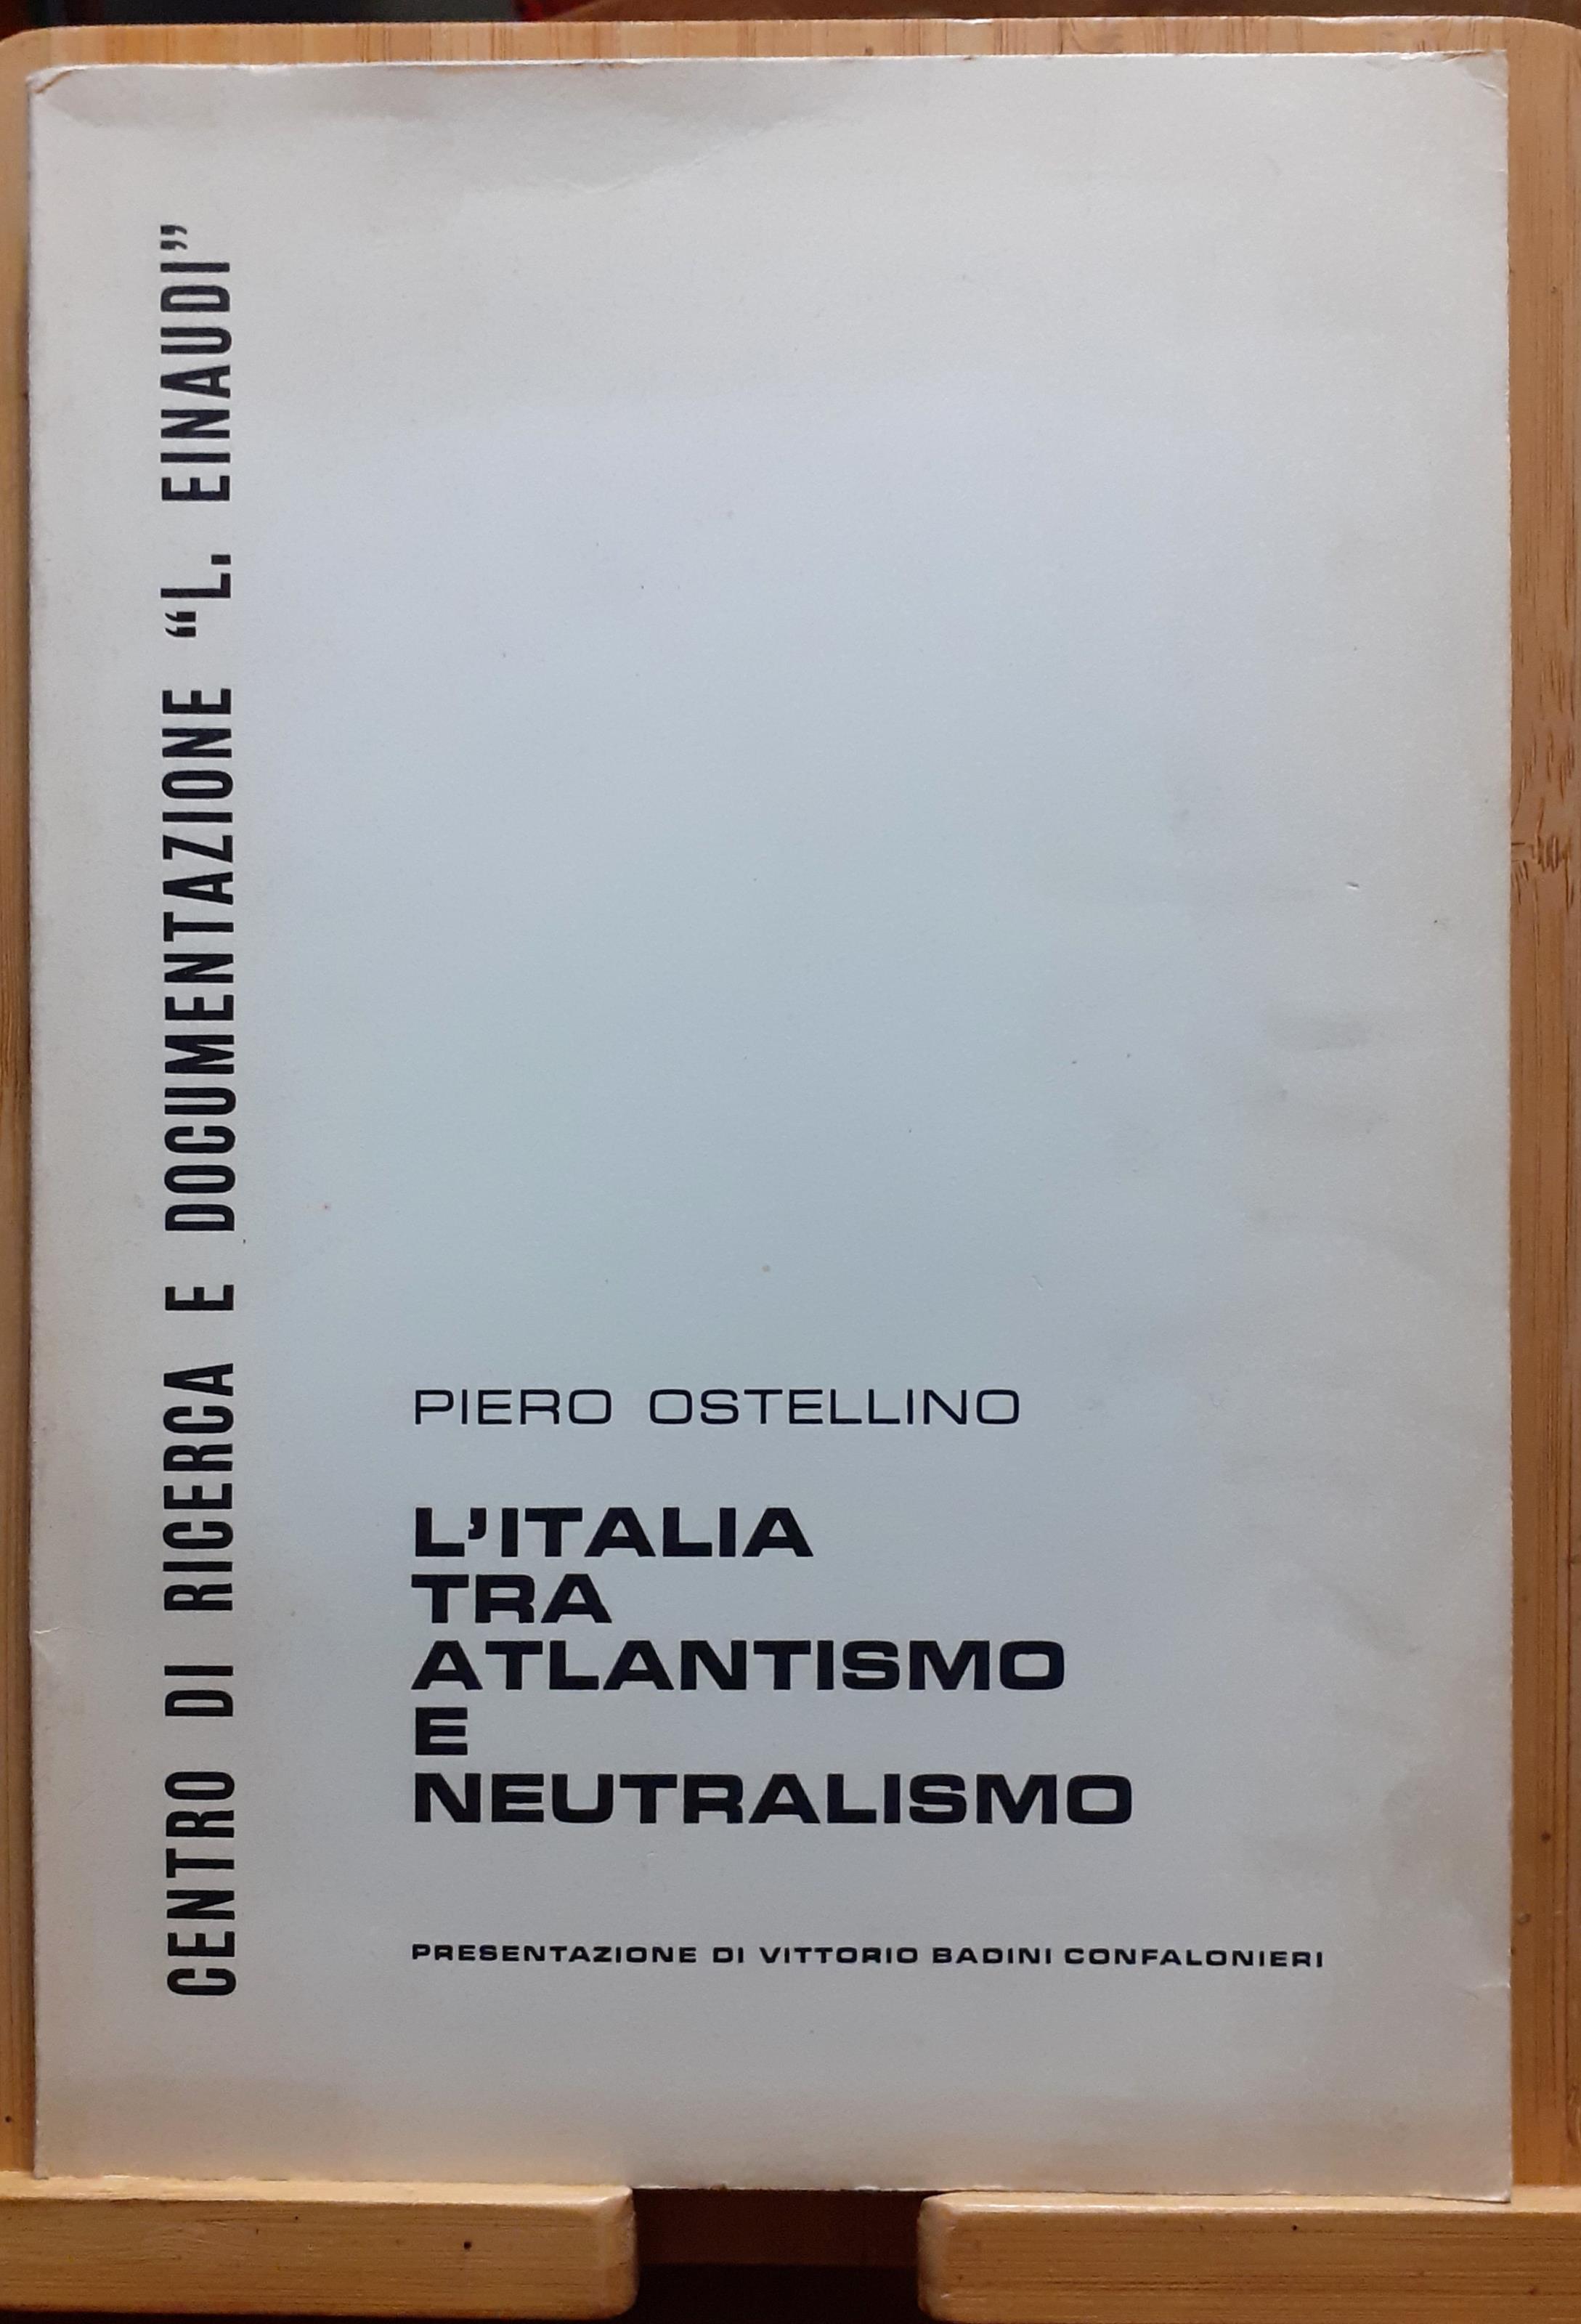 CENTRO DI RICERCA E DOCUMENTAZIONE “L. EINAUDI”
PIERO OSTELLINO
L’ITALIA
TRA
ATLANTISMO
E
NEUTRALISMO
PRESENTAZIONE DI VITTORIO BADINI CONFALONIERI